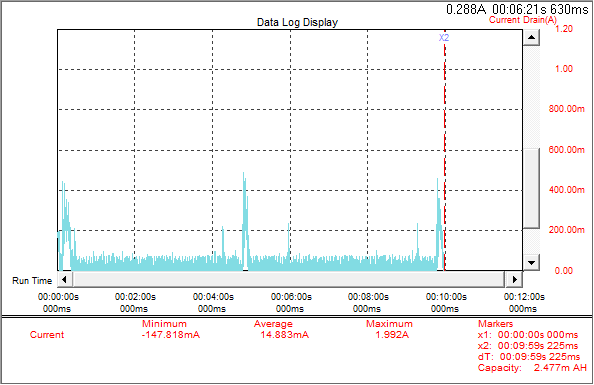 0.288A 00:06:21s 630ms
Data Log Display
Current Drain(A)
X2
1.20
1.00
800.00m
600.00m
400.00m
200.00m
0.00
Run Time
00:00:00s 00:02:00s 00:04:00s 00:06:00s 00:08:00s 00:10:00s 00:12:00s
000ms 000ms 000ms 000ms 000ms 000ms 000ms
Minimum Average Maximum Markers
Current -147.818mA 14.883mA 1.992A x1: 00:00:00s 000ms
x2: 00:09:59s 225ms
dT: 00:09:59s 225ms
Capacity: 2.477m AH